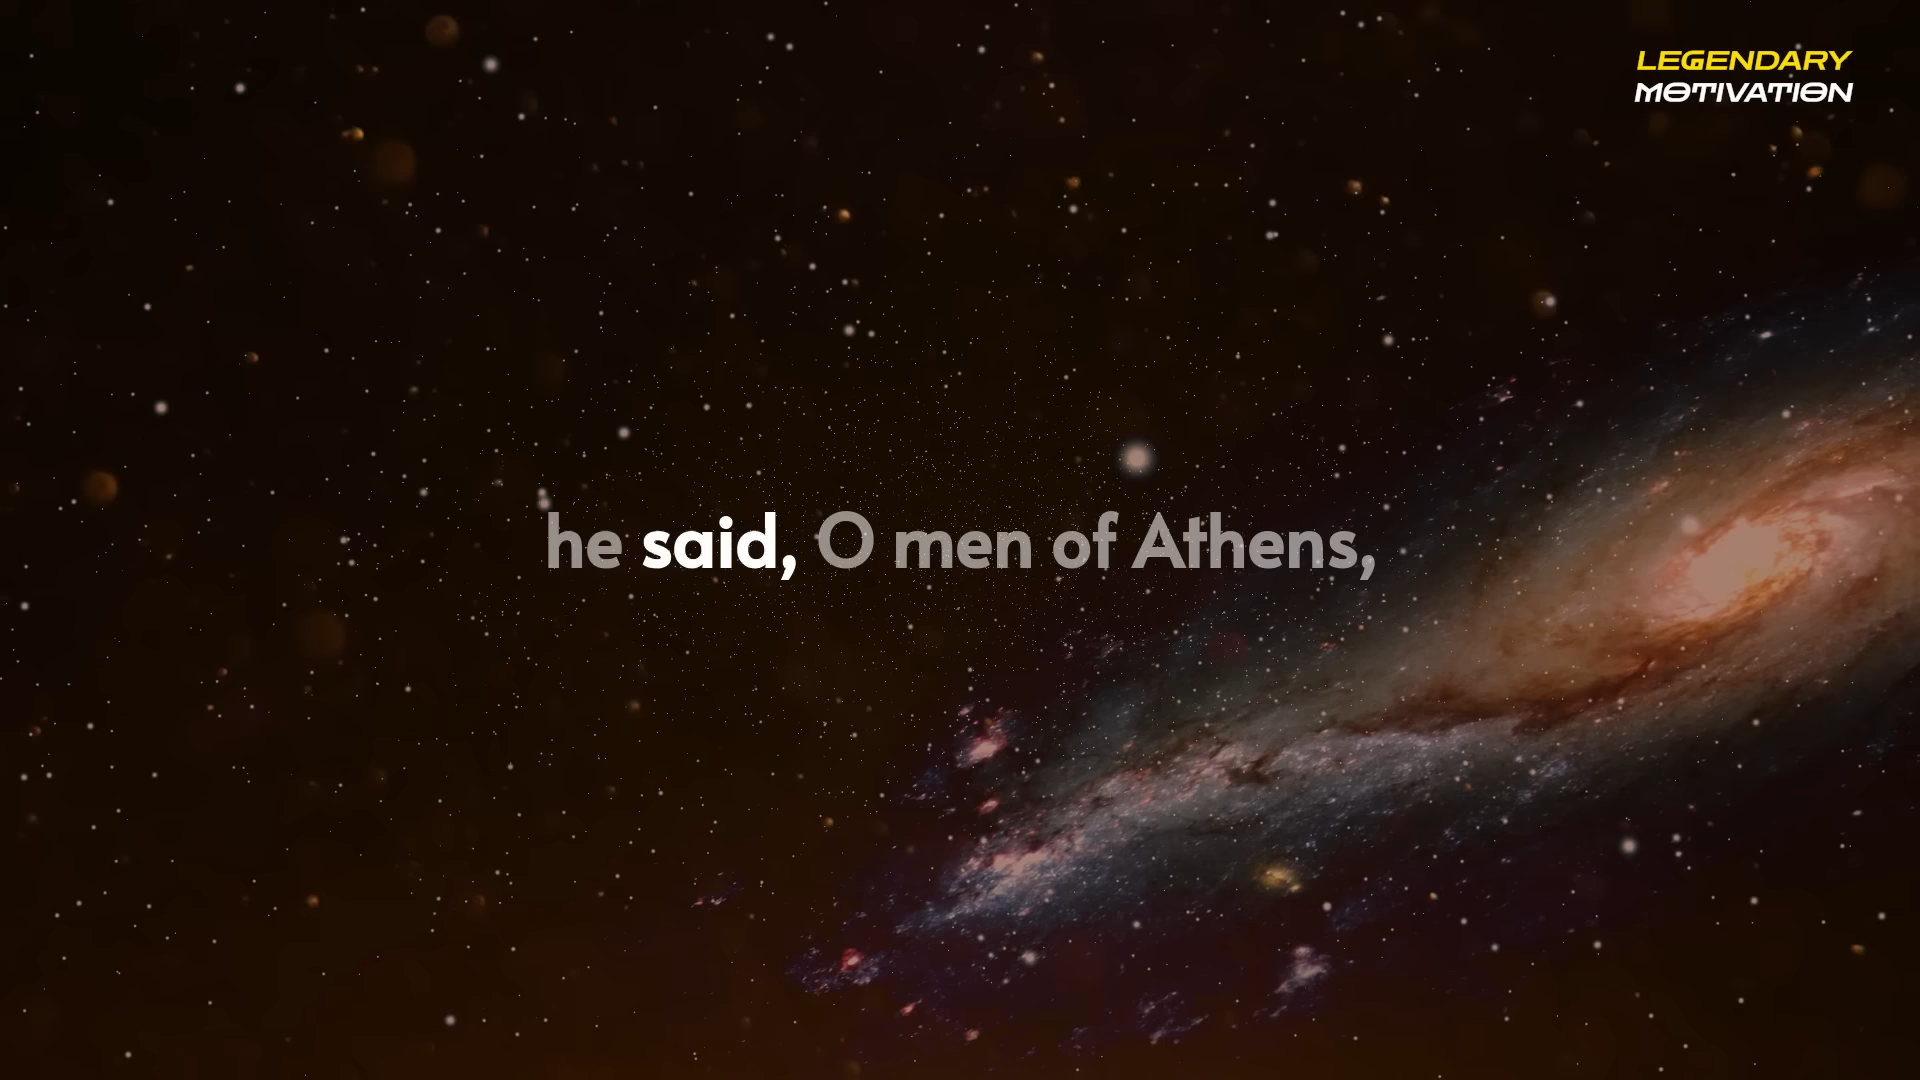 LEGENDARY
MOTIVATION
he said, O men of Athens,